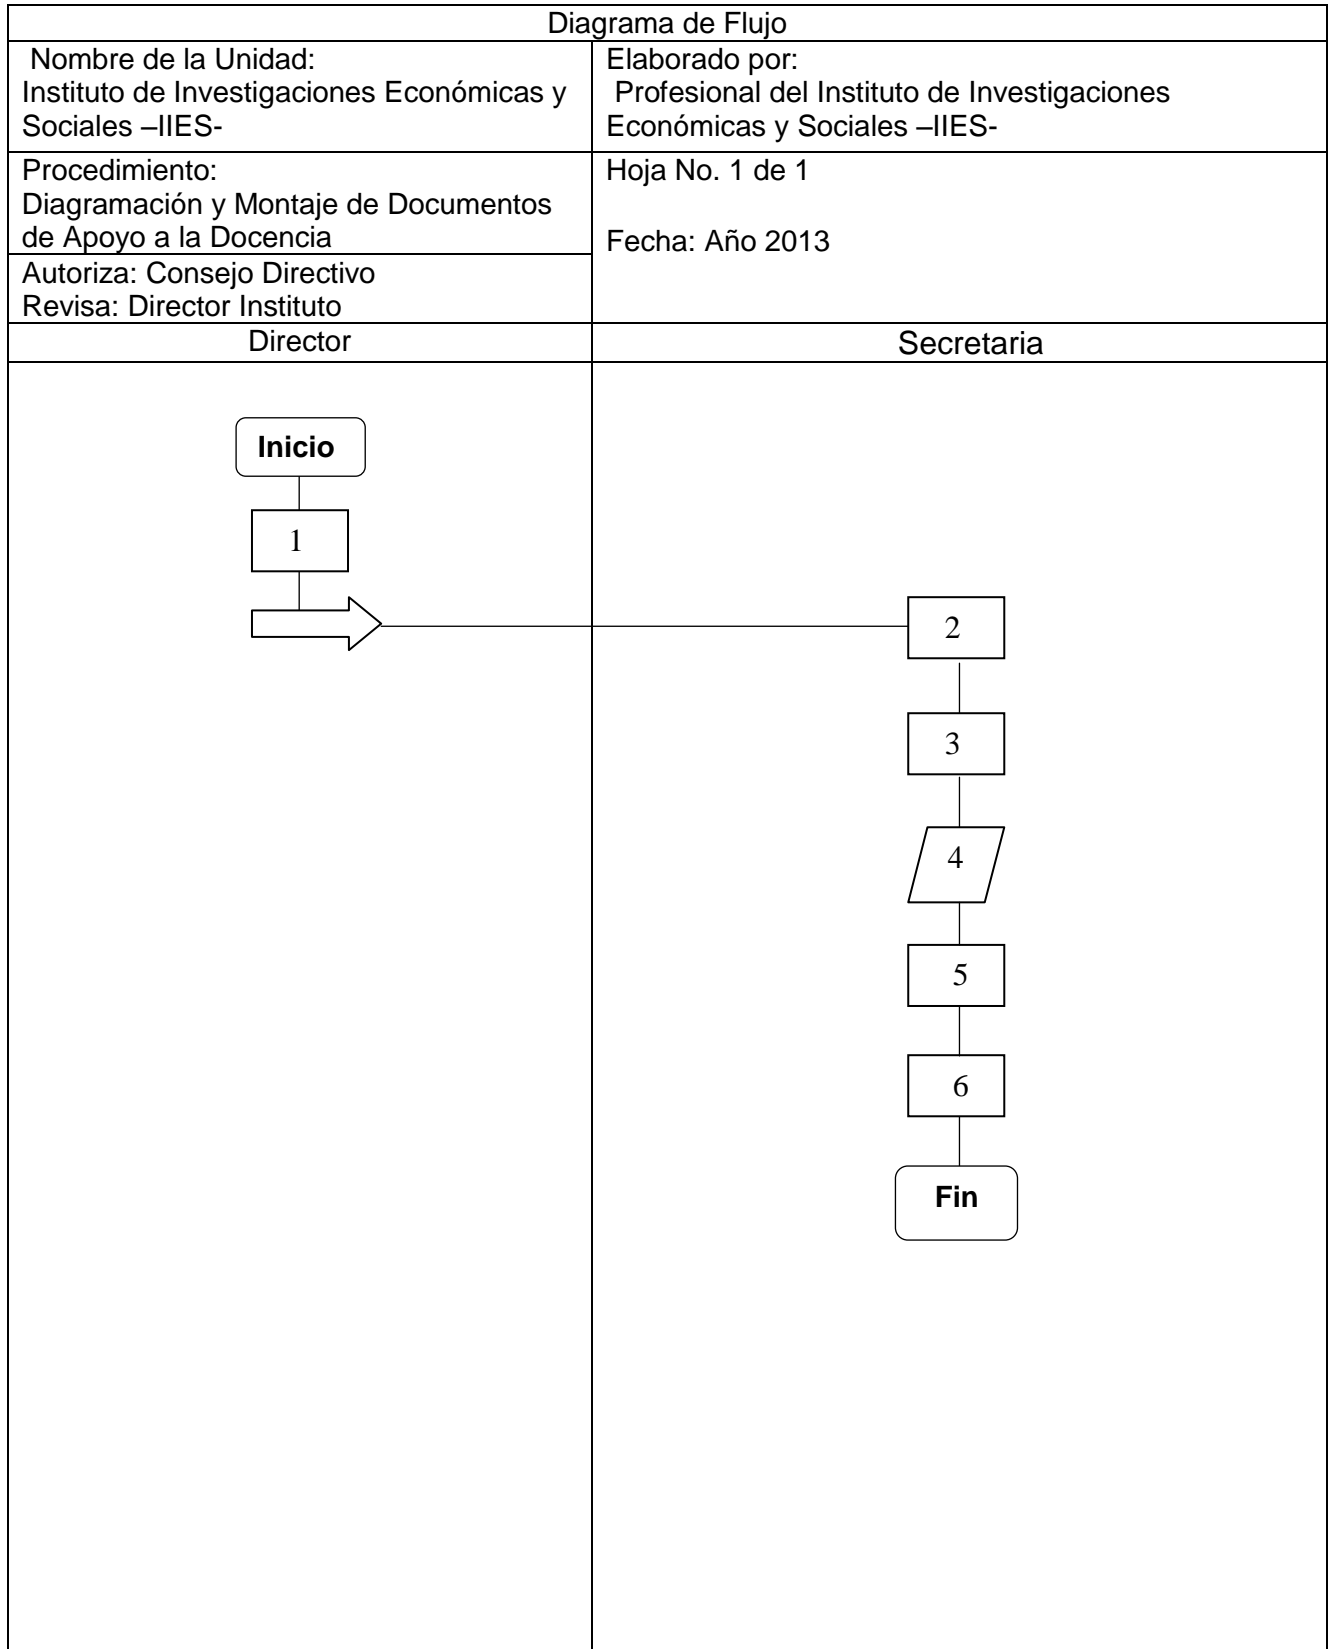 Diagrama de Flujo
Nombre de la Unidad:
Instituto de Investigaciones Económicas y
Sociales –IIES-
Elaborado por:
Profesional del Instituto de Investigaciones
Económicas y Sociales –IIES-
Procedimiento:
Diagramación y Montaje de Documentos
de Apoyo a la Docencia
Hoja No. 1 de 1
Fecha: Año 2013
Autoriza: Consejo Directivo
Revisa: Director Instituto
Director
Secretaria
Inicio
1
2
3
4
5
6
Fin